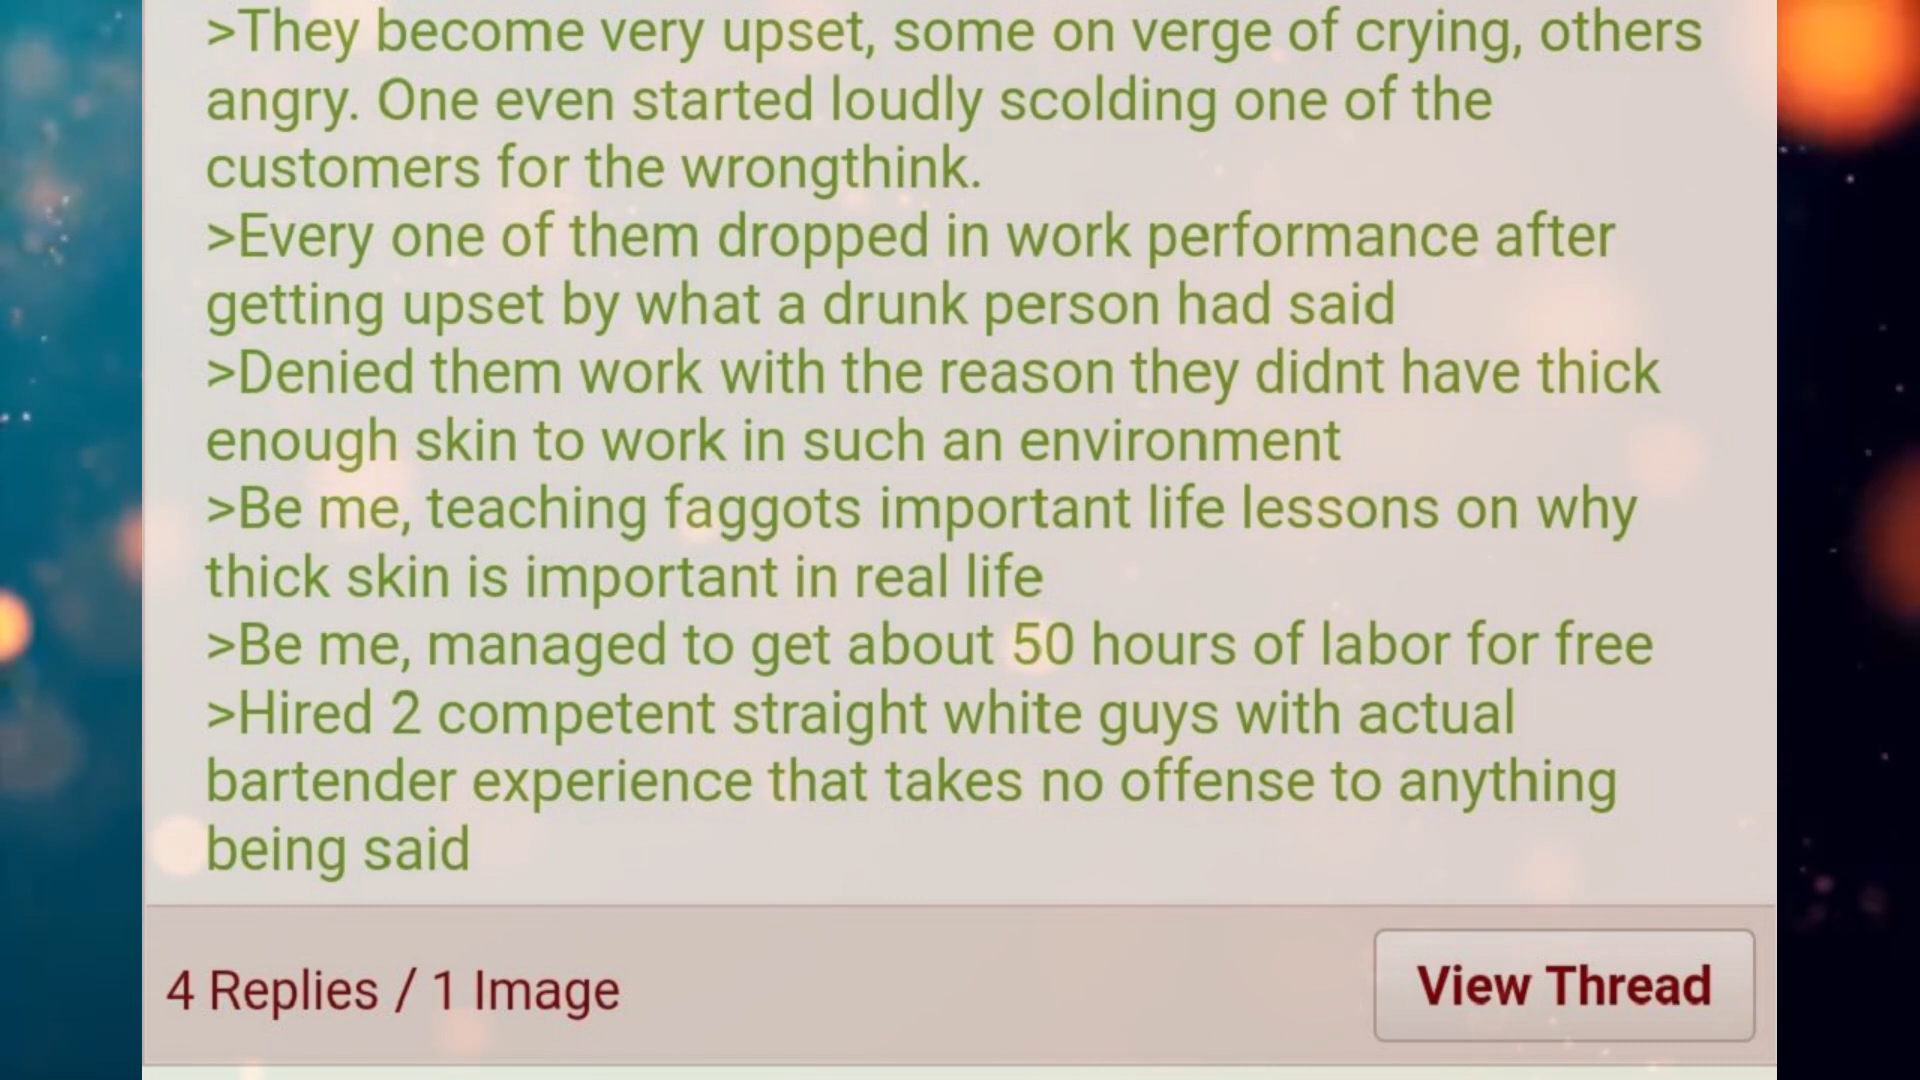 >They become very upset, some on verge of crying, others
angry. One even started loudly scolding one of the
customers for the wrongthink.
>Every one of them dropped in work performance after
getting upset by what a drunk person had said
>Denied them work with the reason they didnt have thick
enough skin to work in such an environment
>Be me, teaching faggots important life lessons on why
thick skin is important in real life
>Be me, managed to get about 50 hours of labor for free
>Hired 2 competent straight white guys with actual
bartender experience that takes no offense to anything
being said
4 Replies / 1 Image
View Thread